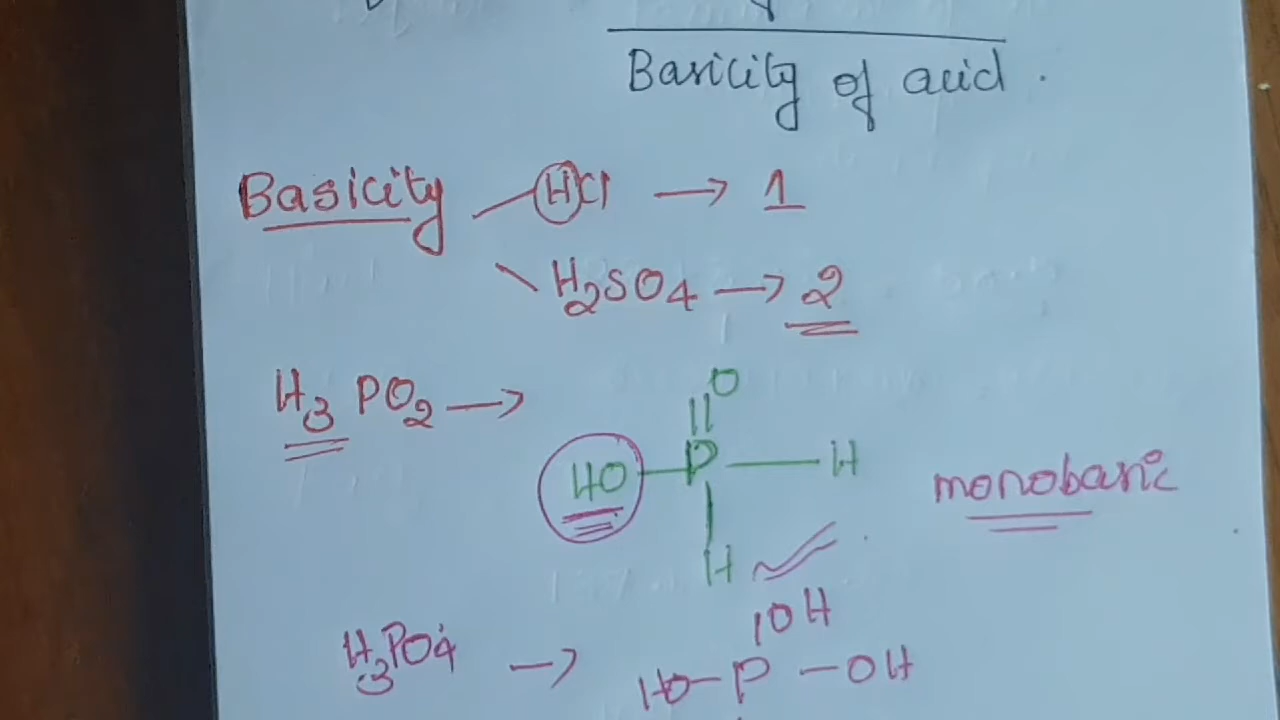 Basicity of acid.
Basicity HCl → 1
H2SO4 → 2
O
H3PO2 → HO—P—H
monobasic
H
OH
H3PO4 → HO—P—OH